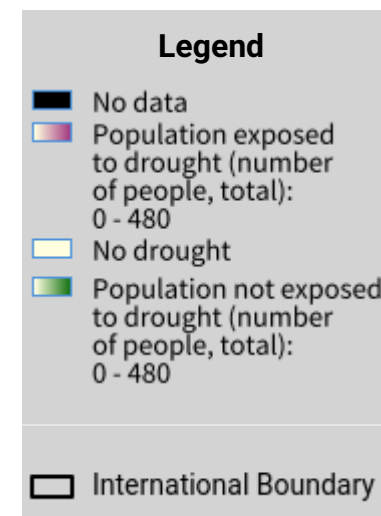 Legend
No data
Population exposed
to drought (number
of people, total):
0 - 480
No drought
Population not exposed
to drought (number
of people, total):
0 - 480
International Boundary